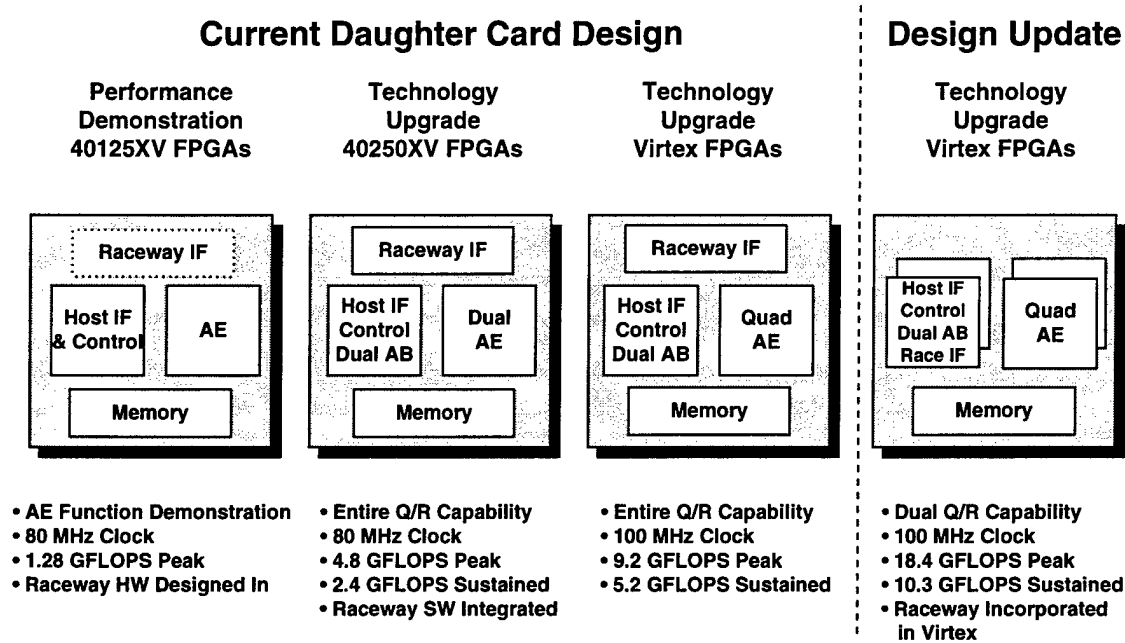 Current Daughter Card Design
Design Update
Performance
Demonstration
40125XV FPGAs
Technology
Upgrade
40250XV FPGAs
Technology
Upgrade
Virtex FPGAs
Technology
Upgrade
Virtex FPGAs
Raceway IF
Host IF
& Control
AE
Memory
Raceway IF
Host IF
Control
Dual AB
Dual
AE
Memory
Raceway IF
Host IF
Control
Dual AB
Quad
AE
Memory
Host IF
Control
Dual AB
Race IF
Quad
AE
Memory
• AE Function Demonstration
• 80 MHz Clock
• 1.28 GFLOPS Peak
• Raceway HW Designed In
• Entire Q/R Capability
• 80 MHz Clock
• 4.8 GFLOPS Peak
• 2.4 GFLOPS Sustained
• Raceway SW Integrated
• Entire Q/R Capability
• 100 MHz Clock
• 9.2 GFLOPS Peak
• 5.2 GFLOPS Sustained
• Dual Q/R Capability
• 100 MHz Clock
• 18.4 GFLOPS Peak
• 10.3 GFLOPS Sustained
• Raceway Incorporated
in Virtex